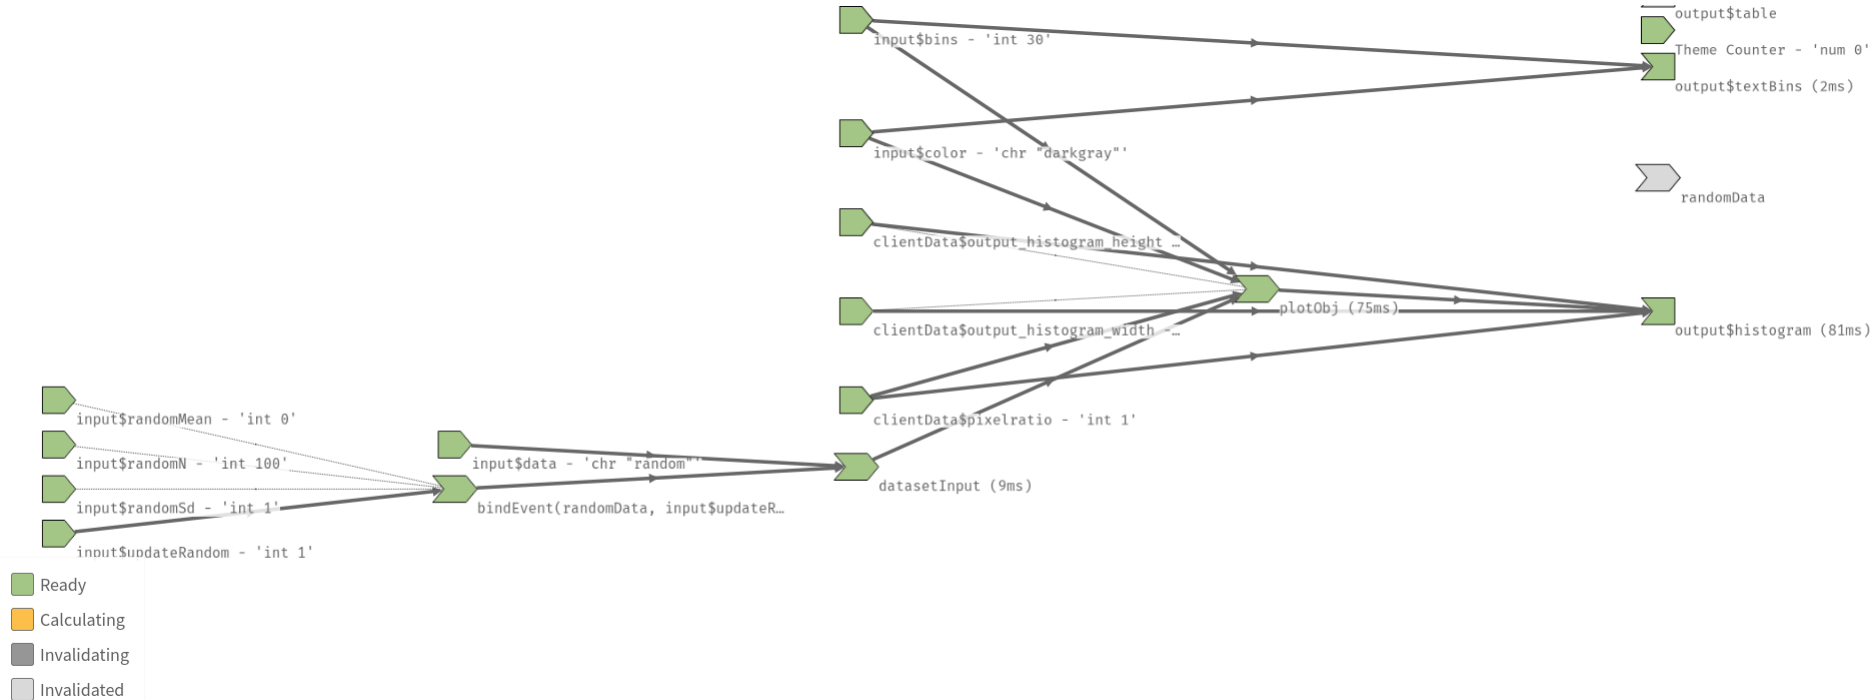 output$table
input$bins - 'int 30'
Theme Counter - 'num 0'
output$textBins (2ms)
input$color - 'chr "darkgray"'
randomData
clientData$output_histogram_height …
plotObj (75ms)
clientData$output_histogram_width -…
output$histogram (81ms)
input$randomMean - 'int 0'
clientData$pixelratio - 'int 1'
input$randomN - 'int 100'
input$data - 'chr "random"'
datasetInput (9ms)
input$randomSd - 'int 1'
bindEvent(randomData, input$updateR…
input$updateRandom - 'int 1'
Ready
Calculating
Invalidating
Invalidated